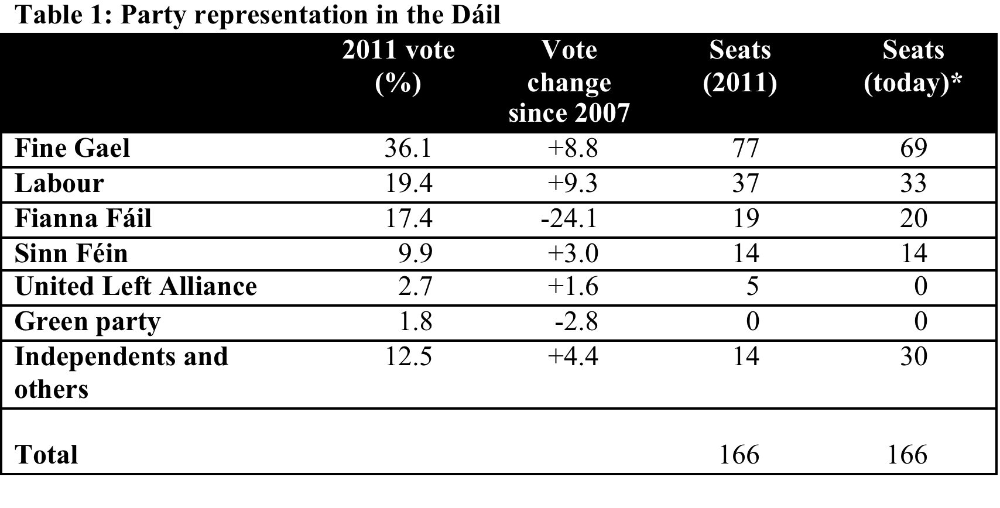 Table 1: Party representation in the Dáil
2011 vote (%) Vote change since 2007 Seats (2011) Seats (today)*
Fine Gael 36.1 +8.8 77 69
Labour 19.4 +9.3 37 33
Fianna Fáil 17.4 -24.1 19 20
Sinn Féin 9.9 +3.0 14 14
United Left Alliance 2.7 +1.6 5 0
Green party 1.8 -2.8 0 0
Independents and others 12.5 +4.4 14 30
Total 166 166